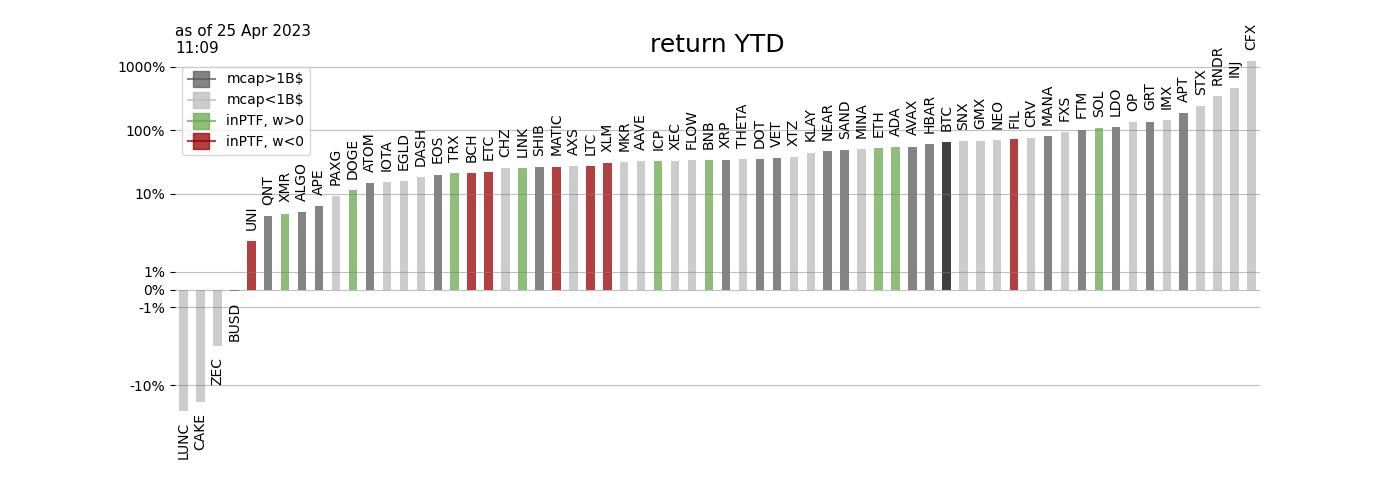 as of 25 Apr 2023
11:09
return YTD
1000%
100%
10%
1%
0%
-1%
-10%
mcap>1B$
mcap<1B$
inPTF, w>0
inPTF, w<0
LUNC
CAKE
ZEC
BUSD
UNI
QNT
XMR
ALGO
APE
PAXG
DOGE
ATOM
IOTA
EGLD
DASH
EOS
TRX
BCH
ETC
CHZ
LINK
SHIB
MATIC
AXS
LTC
XLM
MKR
AAVE
ICP
XEC
FLOW
BNB
XRP
THETA
DOT
VET
XTZ
KLAY
NEAR
SAND
MINA
ETH
ADA
AVAX
HBAR
BTC
SNX
GMX
NEO
FIL
CRV
MANA
FXS
FTM
SOL
LDO
OP
GRT
IMX
APT
STX
RNDR
INJ
CFX